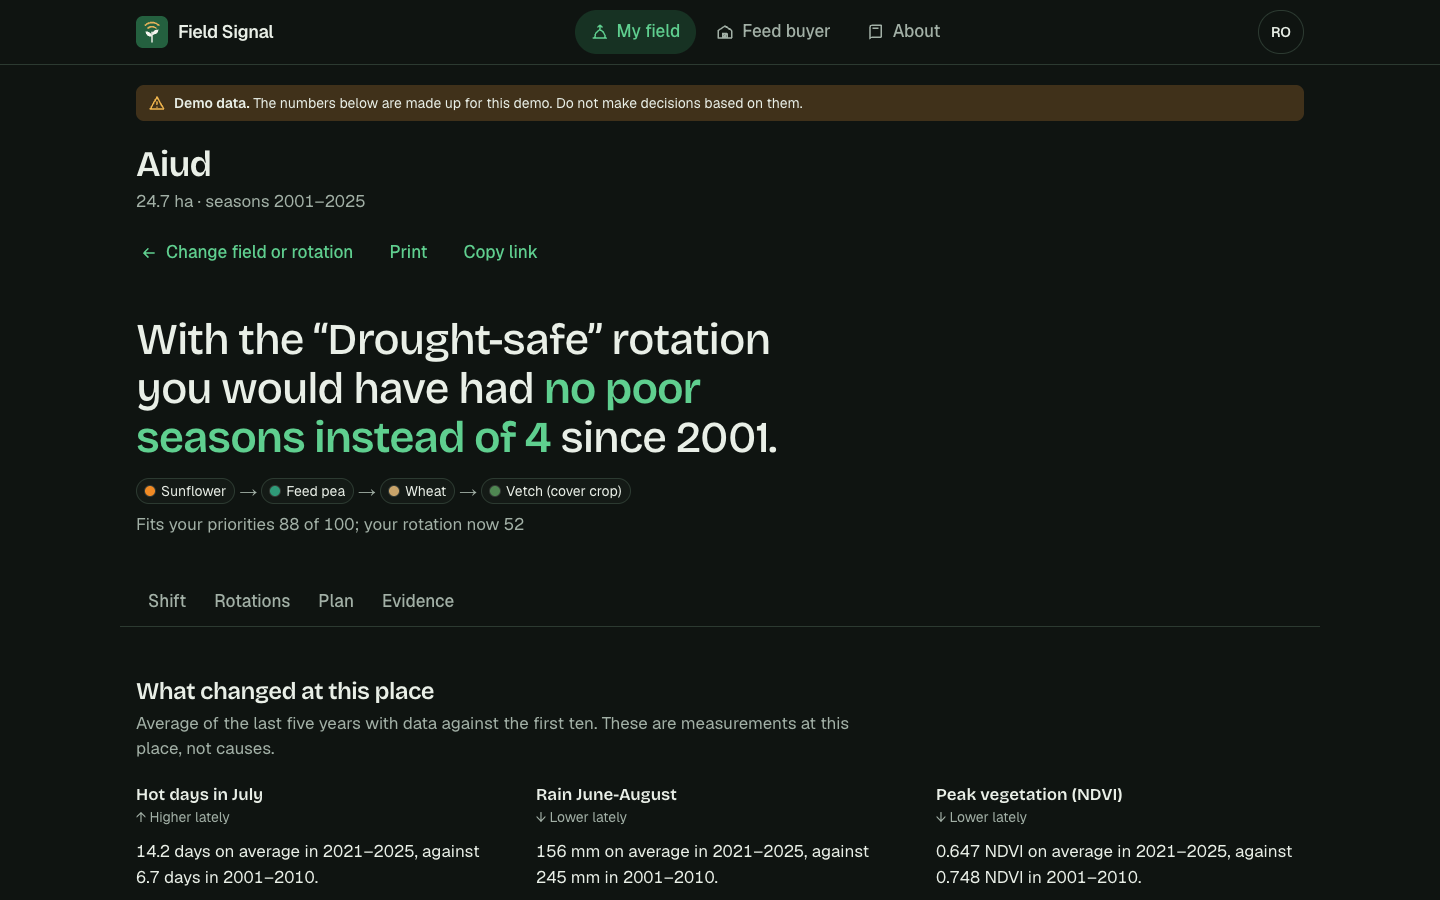 Field Signal
My field
Feed buyer
About
RO
Demo data. The numbers below are made up for this demo. Do not make decisions based on them.
Aiud
24.7 ha · seasons 2001–2025
← Change field or rotation
Print
Copy link
With the “Drought-safe” rotation
you would have had no poor
seasons instead of 4 since 2001.
Sunflower → Feed pea → Wheat → Vetch (cover crop)
Fits your priorities 88 of 100; your rotation now 52
Shift
Rotations
Plan
Evidence
What changed at this place
Average of the last five years with data against the first ten. These are measurements at this
place, not causes.
Hot days in July
↑ Higher lately
14.2 days on average in 2021–2025, against
6.7 days in 2001–2010.
Rain June-August
↓ Lower lately
156 mm on average in 2021–2025, against
245 mm in 2001–2010.
Peak vegetation (NDVI)
↓ Lower lately
0.647 NDVI on average in 2021–2025, against
0.748 NDVI in 2001–2010.